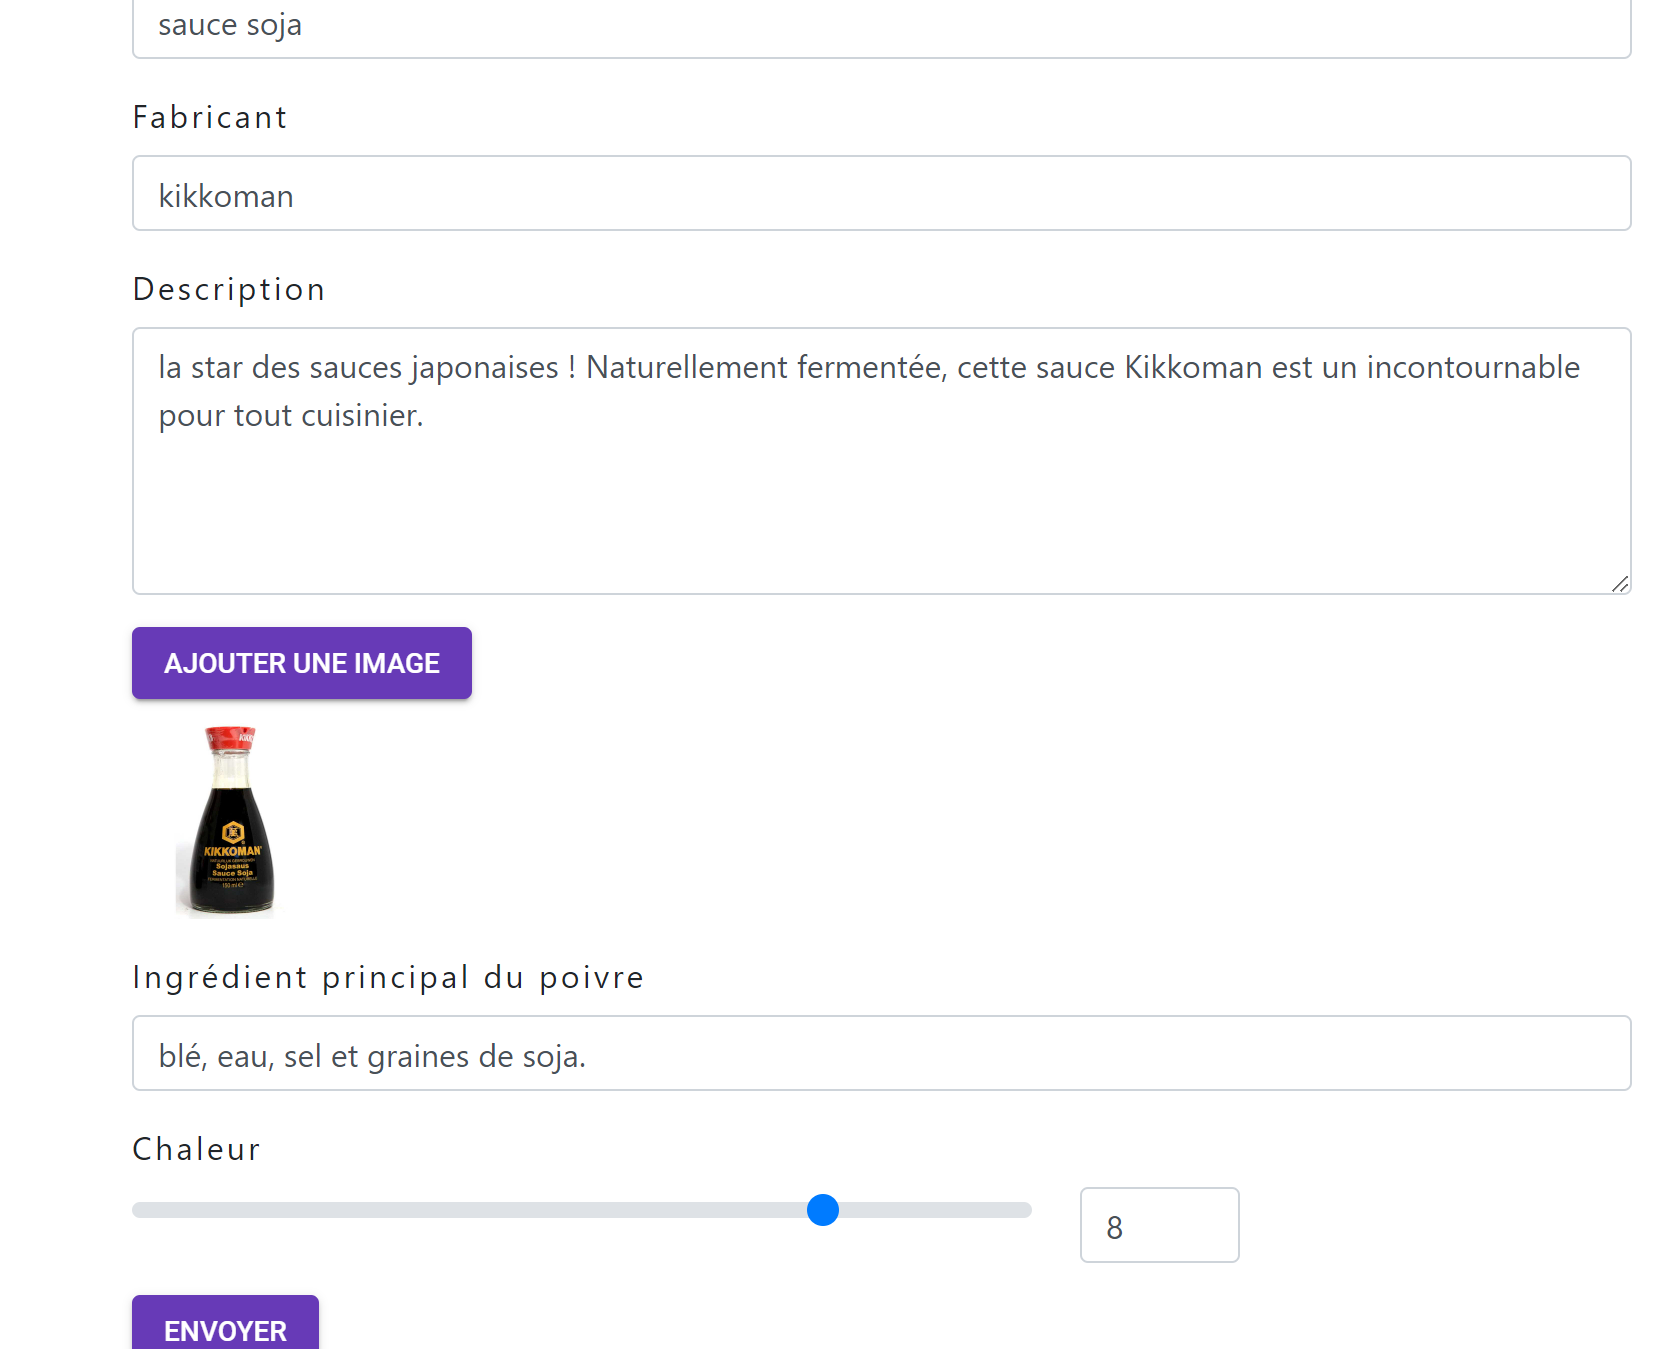 sauce soja
Fabricant
kikkoman
Description
la star des sauces japonaises ! Naturellement fermentée, cette sauce Kikkoman est un incontournable
pour tout cuisinier.
AJOUTER UNE IMAGE
KIKKOMAN
Sojasaus
Sauce Soja
150 ml e
Ingrédient principal du poivre
blé, eau, sel et graines de soja.
Chaleur
8
ENVOYER